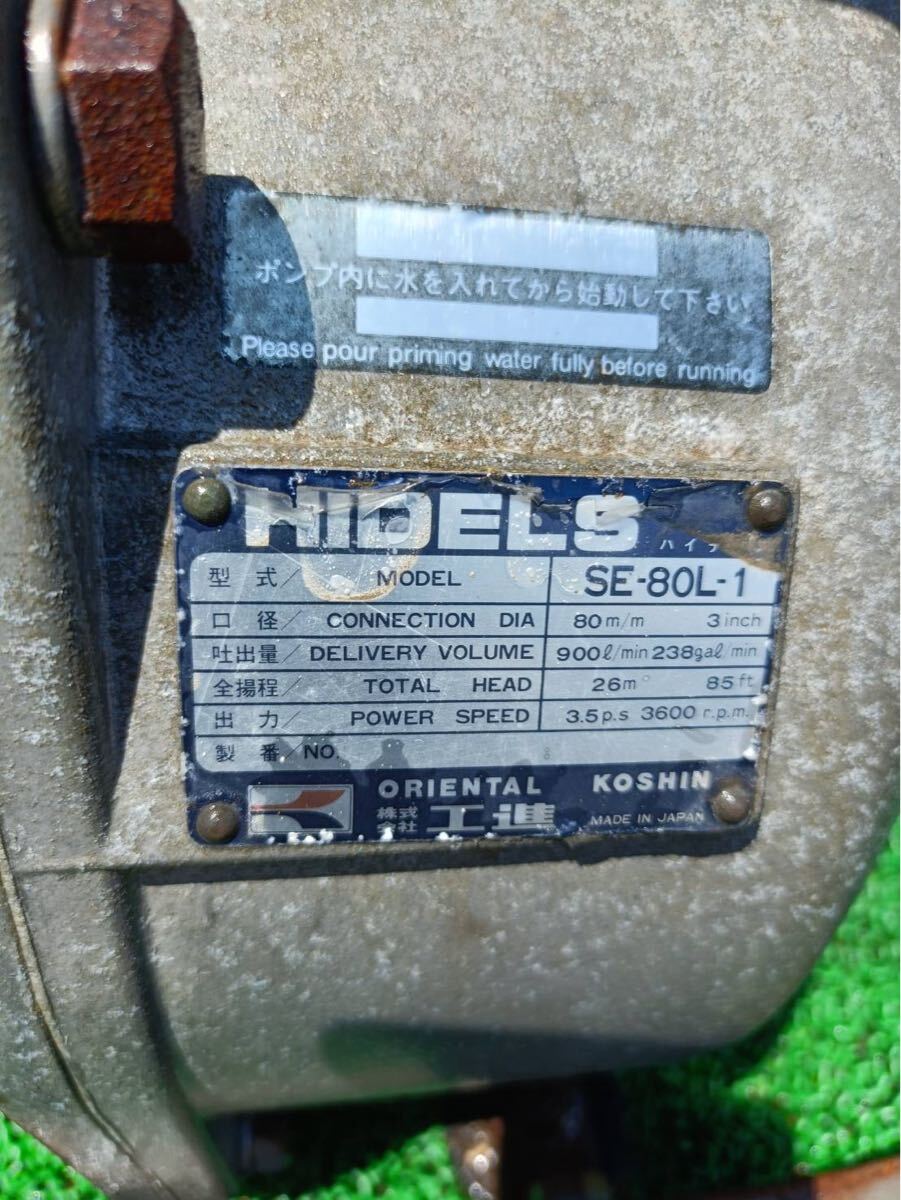 ポンプ内に水を入れてから始動して下さい
Please pour priming water fully before running
HIDELS
ハイデ
型式/ MODEL SE-80L-1
口径/ CONNECTION DIA 80m/m 3inch
吐出量/ DELIVERY VOLUME 900ℓ/min 238gal/min
全揚程/ TOTAL HEAD 26m 85ft
出力/ POWER SPEED 3.5p.s 3600r.p.m.
製番/NO.
ORIENTAL KOSHIN
株式会社 工進 MADE IN JAPAN